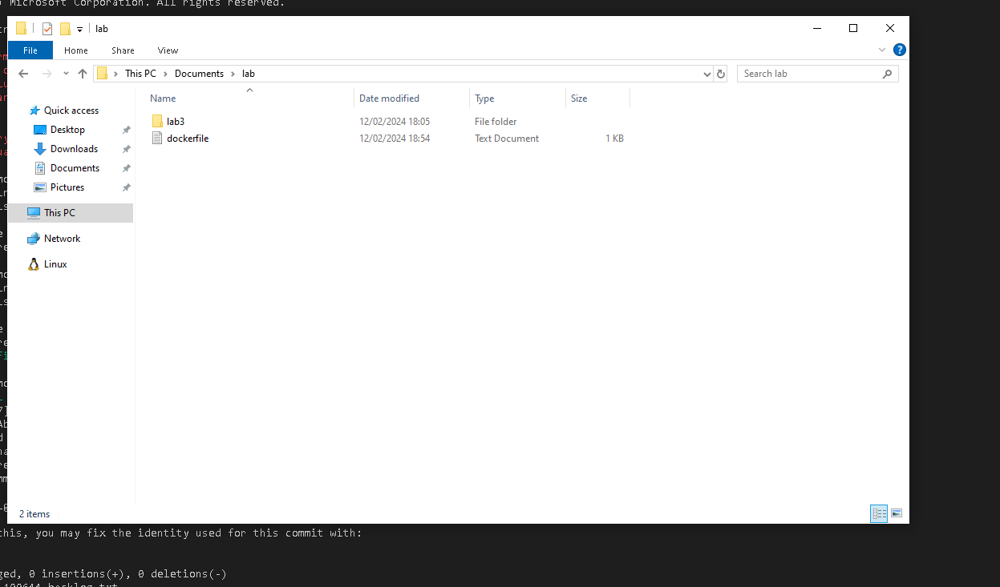 Microsoft Corporation. All rights reserved.
lab
File Home Share View
This PC > Documents > lab
Search lab
Name Date modified Type Size
Quick access
Desktop
Downloads
Documents
Pictures
This PC
Network
Linux
lab3 12/02/2024 18:05 File folder
dockerfile 12/02/2024 18:54 Text Document 1 KB
2 items
this, you may fix the identity used for this commit with:
ged, 0 insertions(+), 0 deletions(-)